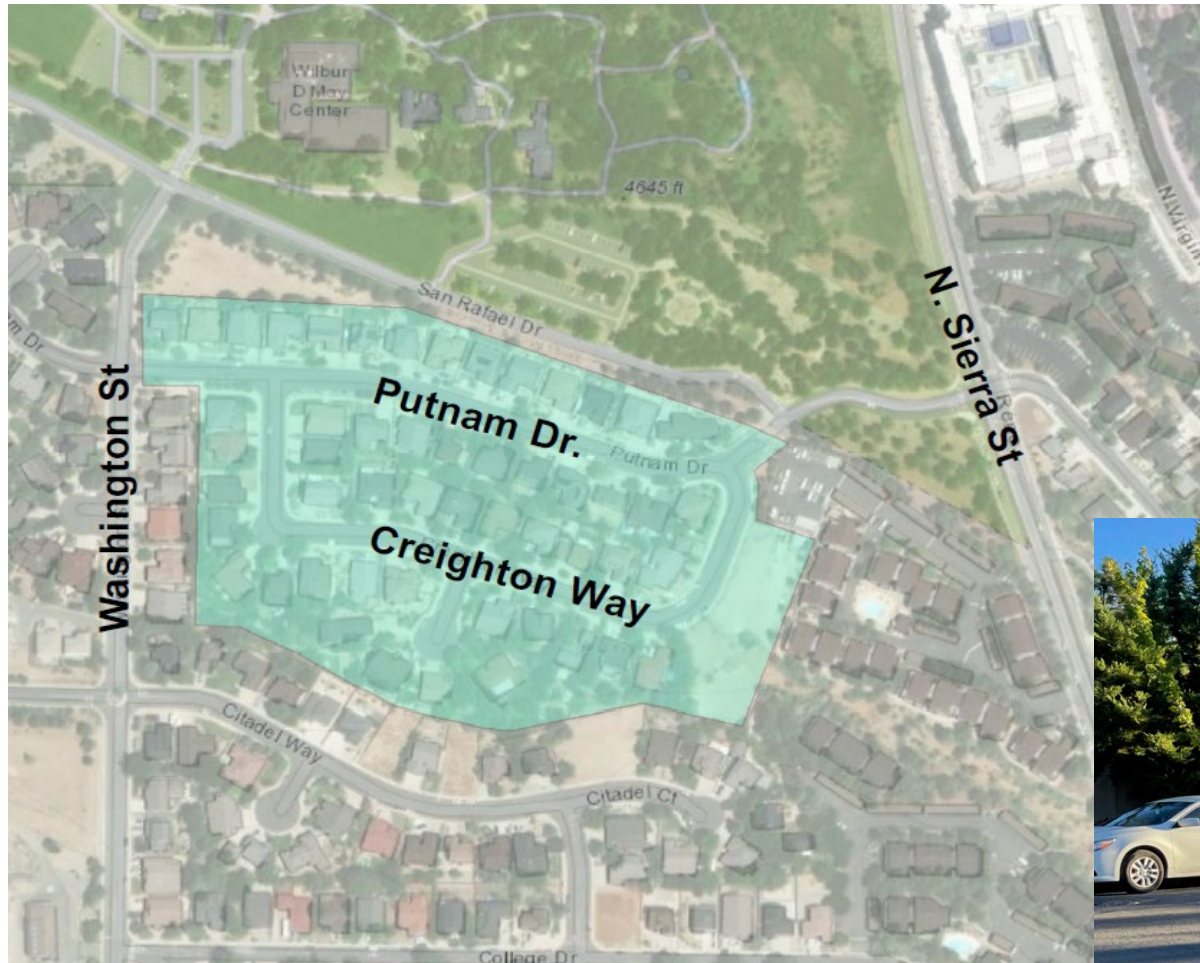 Wilbur
D May
Center
4645 ft
N. Sierra St
San Rafael Dr
Washington St
Putnam Dr.
Putnam Dr
Creighton Way
Citadel Way
Citadel Ct
College Dr